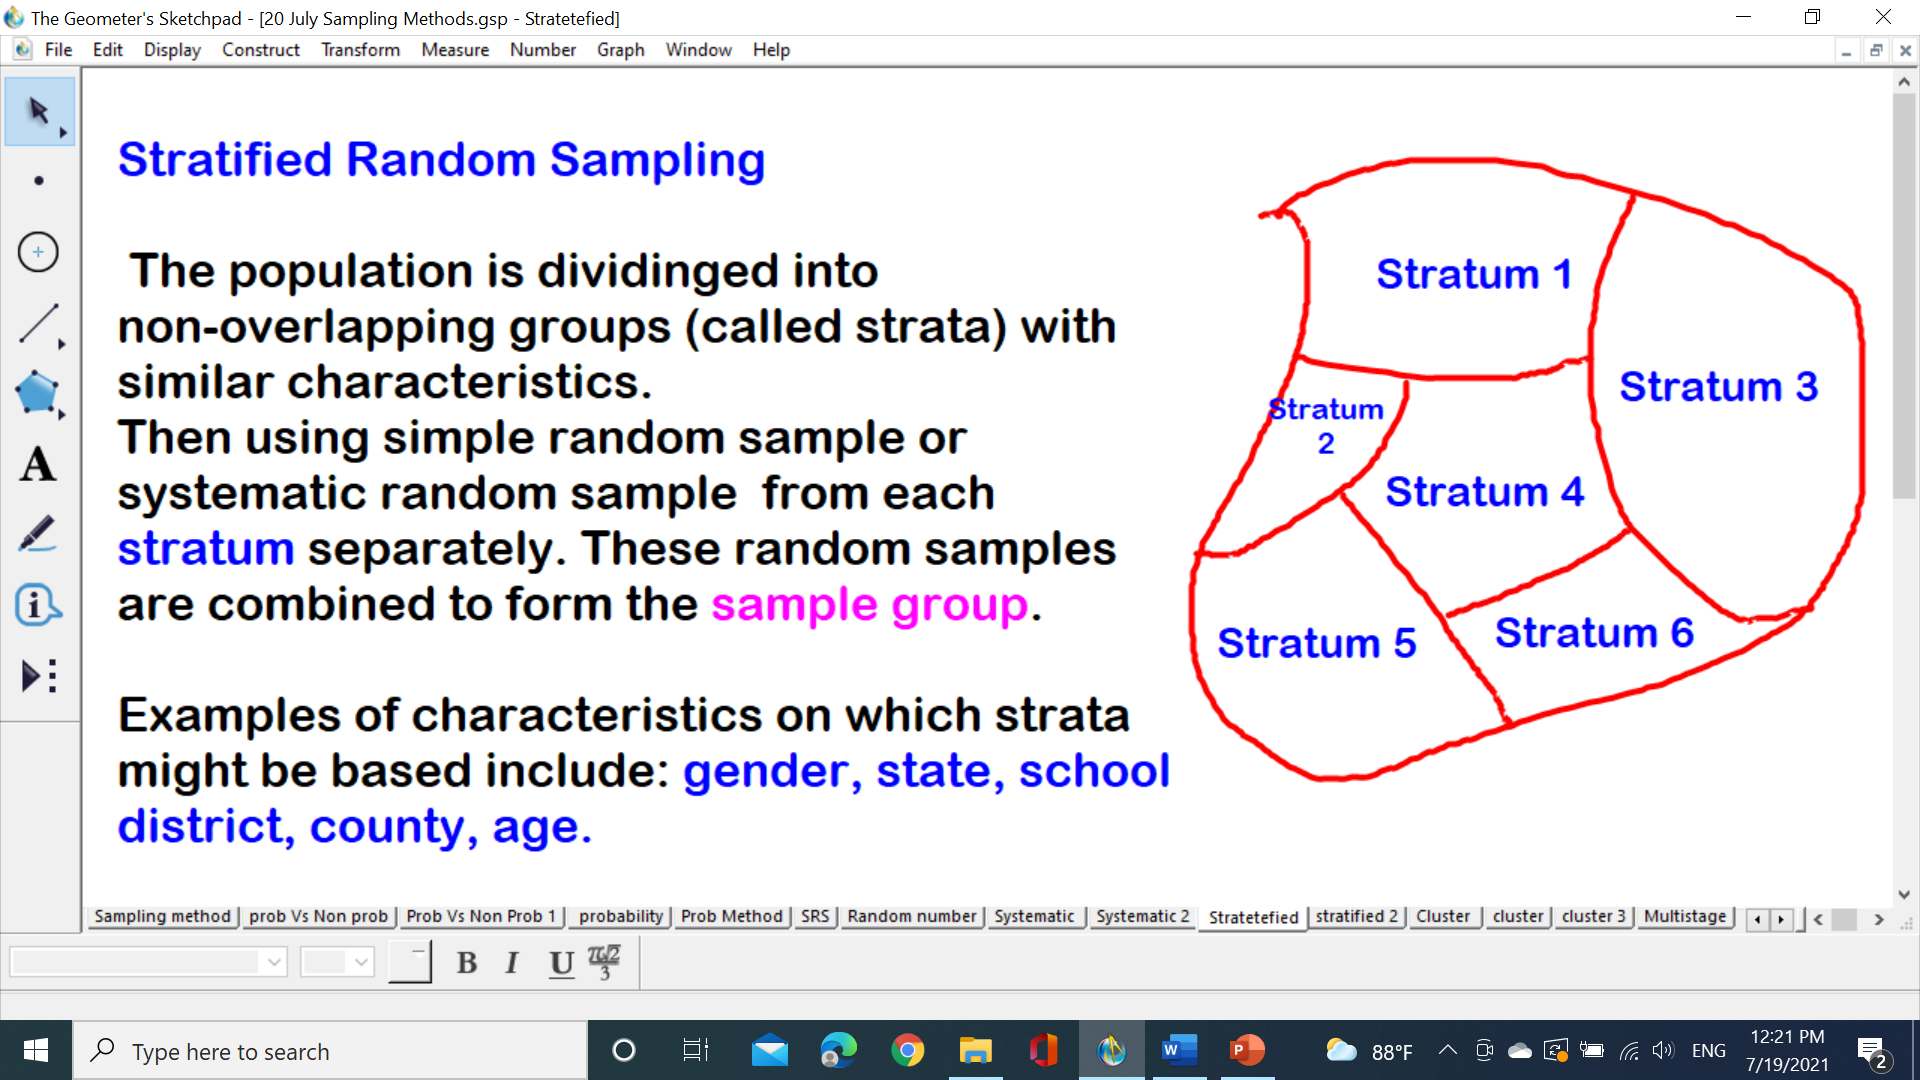 The Geometer's Sketchpad - [20 July Sampling Methods.gsp - Stratetefied]
File Edit Display Construct Transform Measure Number Graph Window Help
Stratified Random Sampling
The population is dividinged into
non-overlapping groups (called strata) with
similar characteristics.
Then using simple random sample or
systematic random sample from each
stratum separately. These random samples
are combined to form the sample group.
Examples of characteristics on which strata
might be based include: gender, state, school
district, county, age.
Stratum 1
Stratum 3
Stratum
2
Stratum 4
Stratum 5
Stratum 6
A
Sampling method prob Vs Non prob Prob Vs Non Prob 1 probability Prob Method SRS Random number Systematic Systematic 2 Stratetefied stratified 2 Cluster cluster cluster 3 Multistage
B I U π√2/3
Type here to search
88°F ENG
12:21 PM
7/19/2021
2